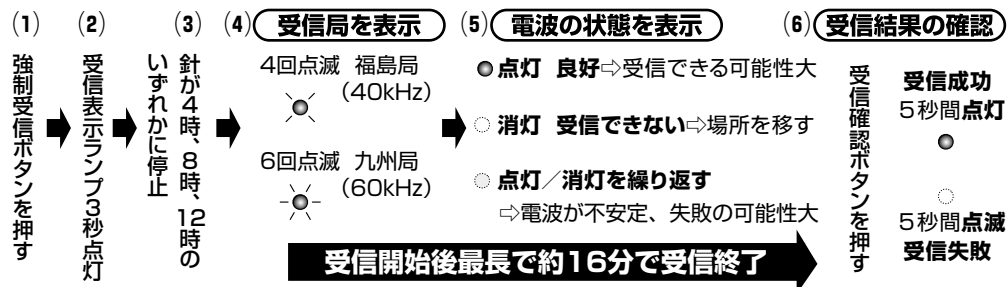 (1)
強制受信ボタンを押す
(2)
受信表示ランプ3秒点灯
(3)
針が4時、8時、12時の
いずれかに停止
(4) 受信局を表示
4回点滅 福島局
(40kHz)
6回点滅 九州局
(60kHz)
(5) 電波の状態を表示
点灯 良好⇨受信できる可能性大
消灯 受信できない⇨場所を移す
点灯／消灯を繰り返す
⇨電波が不安定、失敗の可能性大
受信開始後最長で約16分で受信終了
(6) 受信結果の確認
受信確認ボタンを押す
受信成功
5秒間点灯
5秒間点滅
受信失敗